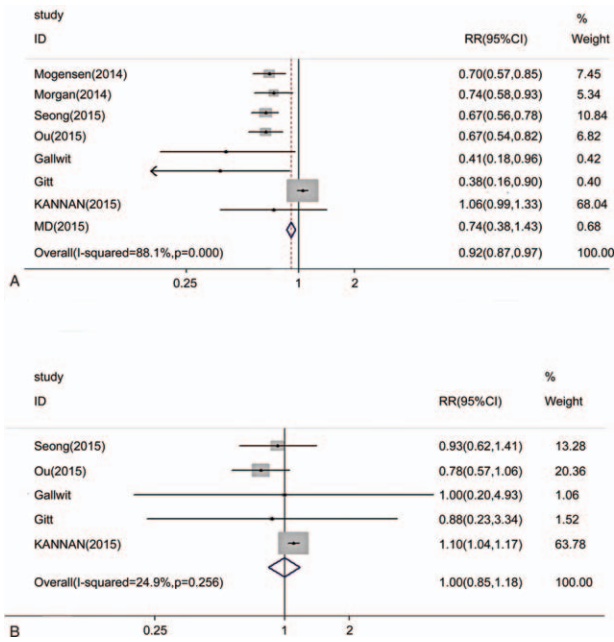 study %
ID RR(95%CI) Weight
Mogensen(2014) 0.70(0.57,0.85) 7.45
Morgan(2014) 0.74(0.58,0.93) 5.34
Seong(2015) 0.67(0.56,0.78) 10.84
Ou(2015) 0.67(0.54,0.82) 6.82
Gallwit 0.41(0.18,0.96) 0.42
Gitt 0.38(0.16,0.90) 0.40
KANNAN(2015) 1.06(0.99,1.33) 68.04
MD(2015) 0.74(0.38,1.43) 0.68
Overall(I-squared=88.1%,p=0.000) 0.92(0.87,0.97) 100.00
A
0.25 1 2
study %
ID RR(95%CI) Weight
Seong(2015) 0.93(0.62,1.41) 13.28
Ou(2015) 0.78(0.57,1.06) 20.36
Gallwit 1.00(0.20,4.93) 1.06
Gitt 0.88(0.23,3.34) 1.52
KANNAN(2015) 1.10(1.04,1.17) 63.78
Overall(I-squared=24.9%,p=0.256) 1.00(0.85,1.18) 100.00
B 0.25 1 2